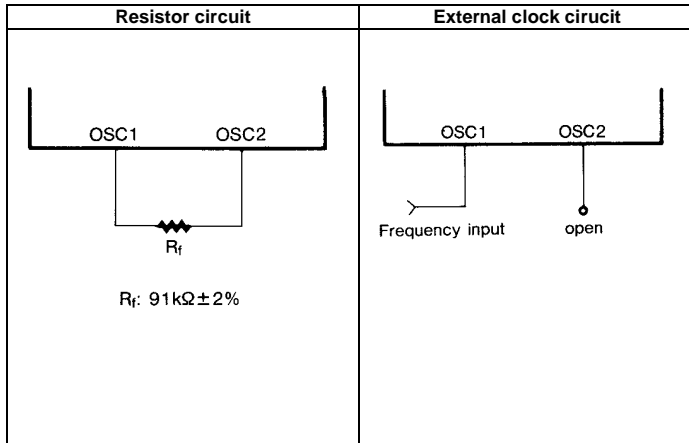 Resistor circuit
External clock cirucit
OSC1 OSC2
Rf
Rf: 91kΩ±2%
OSC1 OSC2
Frequency input open